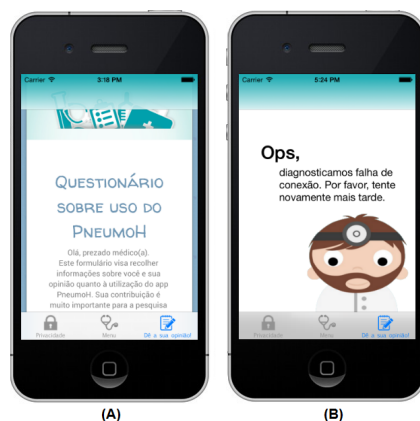 Carrier 3:18 PM
QUESTIONÁRIO
SOBRE USO DO
PNEUMOH
Olá, prezado médico(a).
Este formulário visa recolher
informações sobre você e sua
opinião quanto à utilização do app
PneumoH. Sua contribuição é
muito importante para a pesquisa
Privacidade Menu Dê a sua opinião!
(A)
Carrier 5:24 PM
Ops,
diagnosticamos falha de
conexão. Por favor, tente
novamente mais tarde.
Privacidade Menu Dê a sua opinião!
(B)